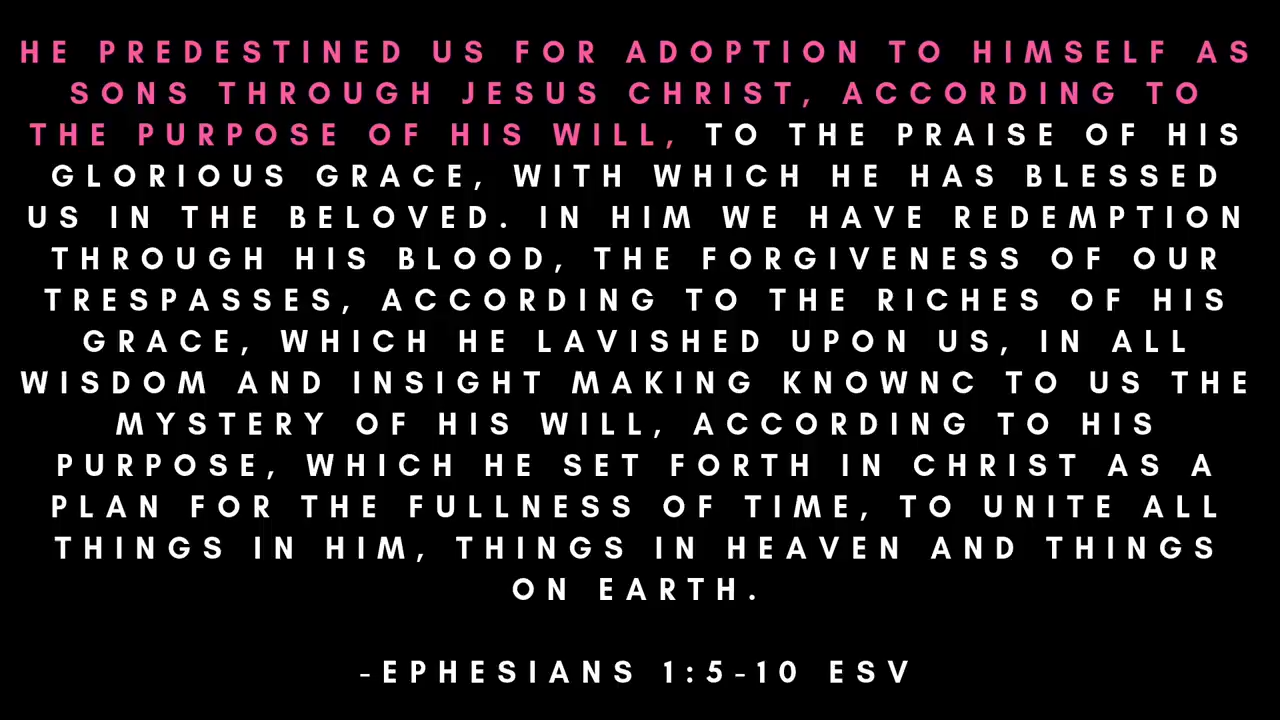 HE PREDESTINED US FOR ADOPTION TO HIMSELF AS
SONS THROUGH JESUS CHRIST, ACCORDING TO
THE PURPOSE OF HIS WILL, TO THE PRAISE OF HIS
GLORIOUS GRACE, WITH WHICH HE HAS BLESSED
US IN THE BELOVED. IN HIM WE HAVE REDEMPTION
THROUGH HIS BLOOD, THE FORGIVENESS OF OUR
TRESPASSES, ACCORDING TO THE RICHES OF HIS
GRACE, WHICH HE LAVISHED UPON US, IN ALL
WISDOM AND INSIGHT MAKING KNOWNC TO US THE
MYSTERY OF HIS WILL, ACCORDING TO HIS
PURPOSE, WHICH HE SET FORTH IN CHRIST AS A
PLAN FOR THE FULLNESS OF TIME, TO UNITE ALL
THINGS IN HIM, THINGS IN HEAVEN AND THINGS
ON EARTH.
-EPHESIANS 1:5-10 ESV